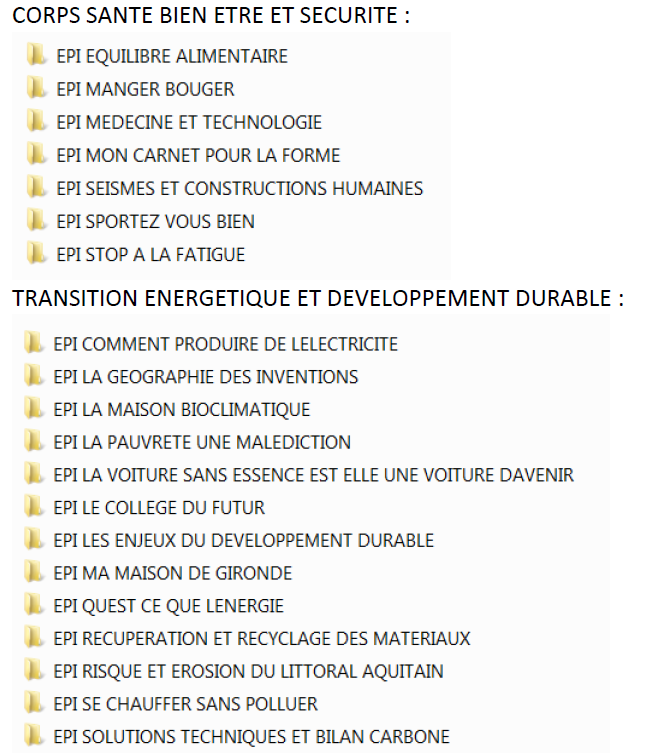 CORPS SANTE BIEN ETRE ET SECURITE :
EPI EQUILIBRE ALIMENTAIRE
EPI MANGER BOUGER
EPI MEDECINE ET TECHNOLOGIE
EPI MON CARNET POUR LA FORME
EPI SEISMES ET CONSTRUCTIONS HUMAINES
EPI SPORTEZ VOUS BIEN
EPI STOP A LA FATIGUE
TRANSITION ENERGETIQUE ET DEVELOPPEMENT DURABLE :
EPI COMMENT PRODUIRE DE LELECTRICITE
EPI LA GEOGRAPHIE DES INVENTIONS
EPI LA MAISON BIOCLIMATIQUE
EPI LA PAUVRETE UNE MALEDICTION
EPI LA VOITURE SANS ESSENCE EST ELLE UNE VOITURE DAVENIR
EPI LE COLLEGE DU FUTUR
EPI LES ENJEUX DU DEVELOPPEMENT DURABLE
EPI MA MAISON DE GIRONDE
EPI QUEST CE QUE LENERGIE
EPI RECUPERATION ET RECYCLAGE DES MATERIAUX
EPI RISQUE ET EROSION DU LITTORAL AQUITAIN
EPI SE CHAUFFER SANS POLLUER
EPI SOLUTIONS TECHNIQUES ET BILAN CARBONE